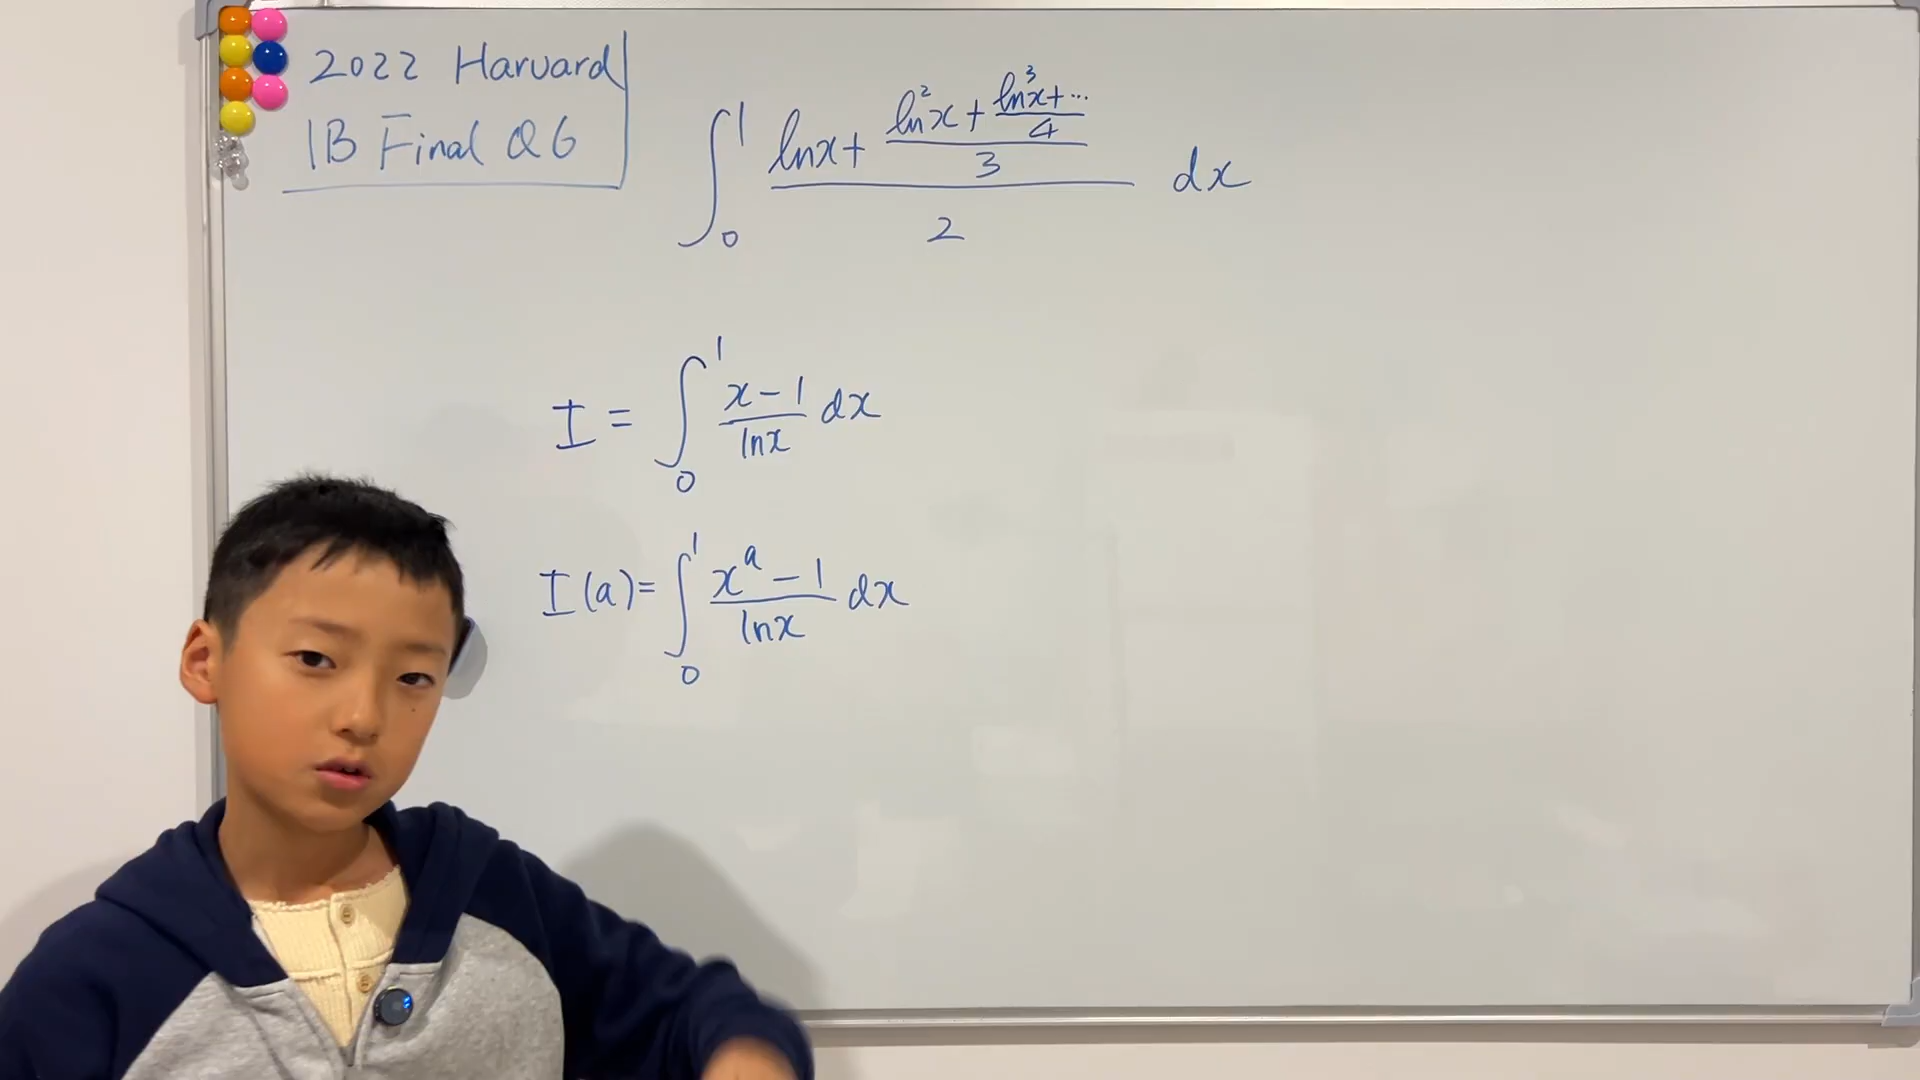 2022 Harvard
1B Final Q6
∫₀¹ (lnx + (ln²x + (ln³x + ⋯)/4)/3)/2 dx
I = ∫₀¹ (x − 1)/lnx dx
I(a) = ∫₀¹ (xᵃ − 1)/lnx dx